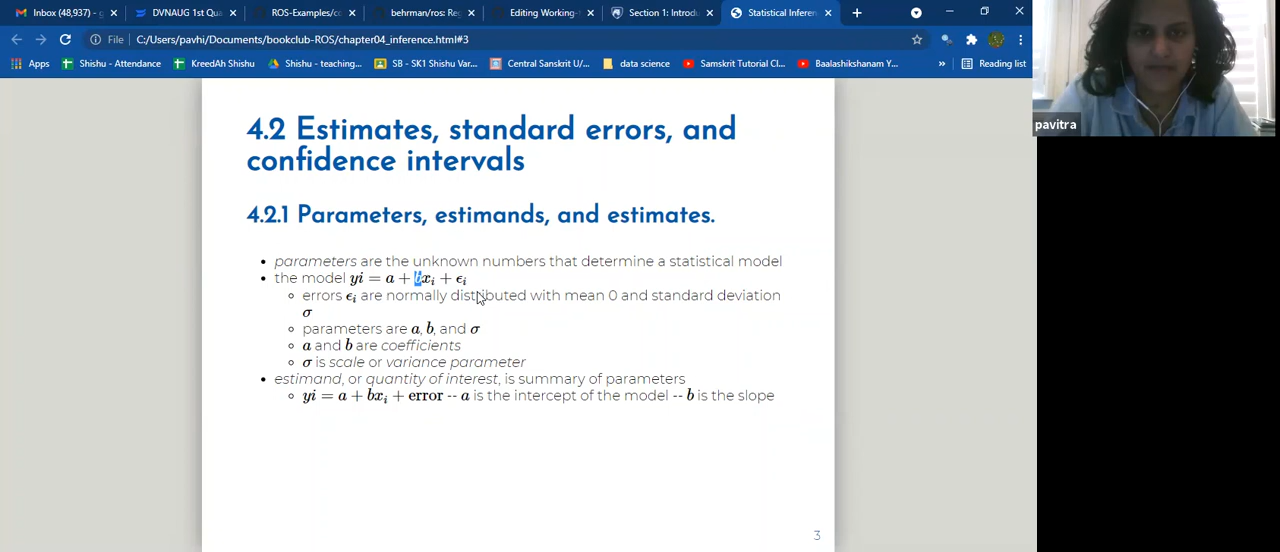 Inbox (48,937) - g
DVNAUG 1st Qua
ROS-Examples/c
behrman/ros: Re
Editing Working-
Section 1: Introdu
Statistical Infere
File C:/Users/pavhi/Documents/bookclub-ROS/chapter04_inference.html#3
Apps Shishu - Attendance KreedAh Shishu Shishu - teaching... SB - SK1 Shishu Var... Central Sanskrit U/... data science Samskrit Tutorial Cl... Baalashikshanam Y... » Reading list
pavitra
4.2 Estimates, standard errors, and
confidence intervals
4.2.1 Parameters, estimands, and estimates.
• parameters are the unknown numbers that determine a statistical model
• the model yi = a + bxᵢ + ϵᵢ
◦ errors ϵᵢ are normally distributed with mean 0 and standard deviation
σ
◦ parameters are a, b, and σ
◦ a and b are coefficients
◦ σ is scale or variance parameter
• estimand, or quantity of interest, is summary of parameters
◦ yi = a + bxᵢ + error -- a is the intercept of the model -- b is the slope
3